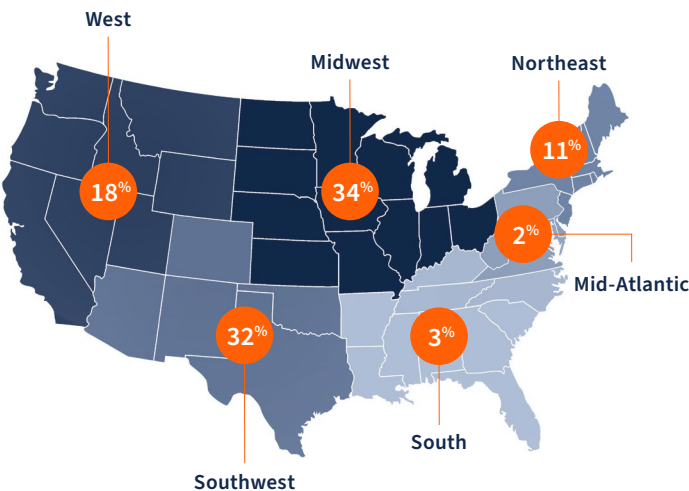 West
Midwest
Northeast
11%
18%
34%
2%
Mid-Atlantic
32%
3%
South
Southwest